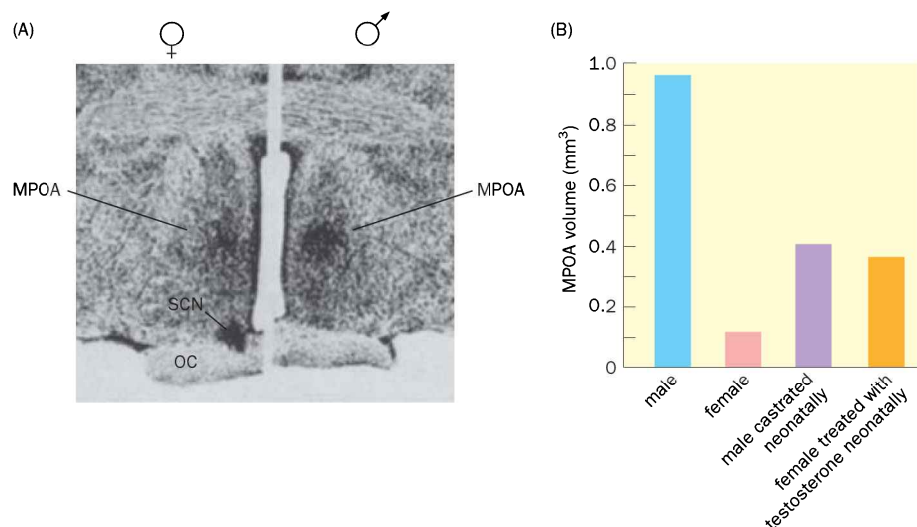 (A)
♀
♂
MPOA
MPOA
SCN
OC
(B)
MPOA volume (mm³)
1.0
0.8
0.6
0.4
0.2
0
male
female
male castrated
neonatally
female treated with
testosterone neonatally